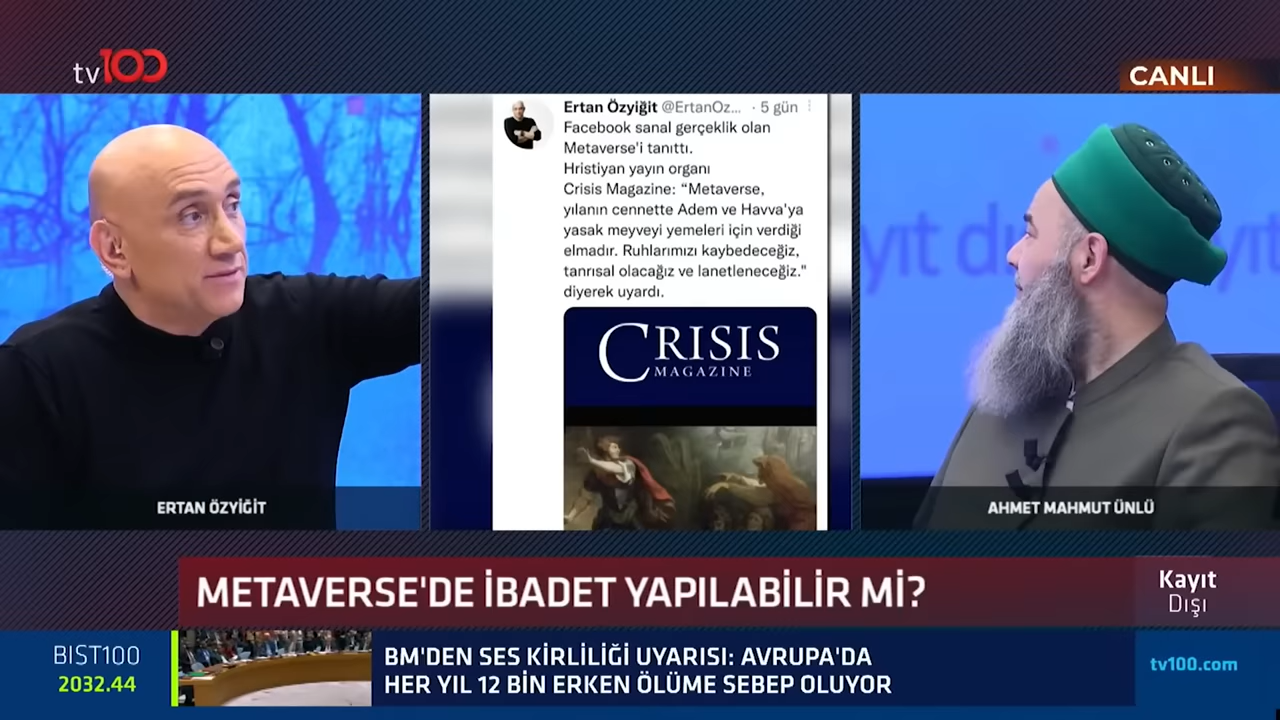 tv100
CANLI
Ertan Özyiğit @ErtanOz... · 5 gün
Facebook sanal gerçeklik olan
Metaverse'i tanıttı.
Hristiyan yayın organı
Crisis Magazine: “Metaverse,
yılanın cennette Adem ve Havva'ya
yasak meyveyi yemeleri için verdiği
elmadır. Ruhlarımızı kaybedeceğiz,
tanrısal olacağız ve lanetleneceğiz."
diyerek uyardı.
CRISIS
MAGAZINE
ERTAN ÖZYİĞİT
AHMET MAHMUT ÜNLÜ
METAVERSE'DE İBADET YAPILABİLİR Mİ?
Kayıt
Dışı
BIST100
2032.44
BM'DEN SES KİRLİLİĞİ UYARISI: AVRUPA'DA
HER YIL 12 BİN ERKEN ÖLÜME SEBEP OLUYOR
tv100.com